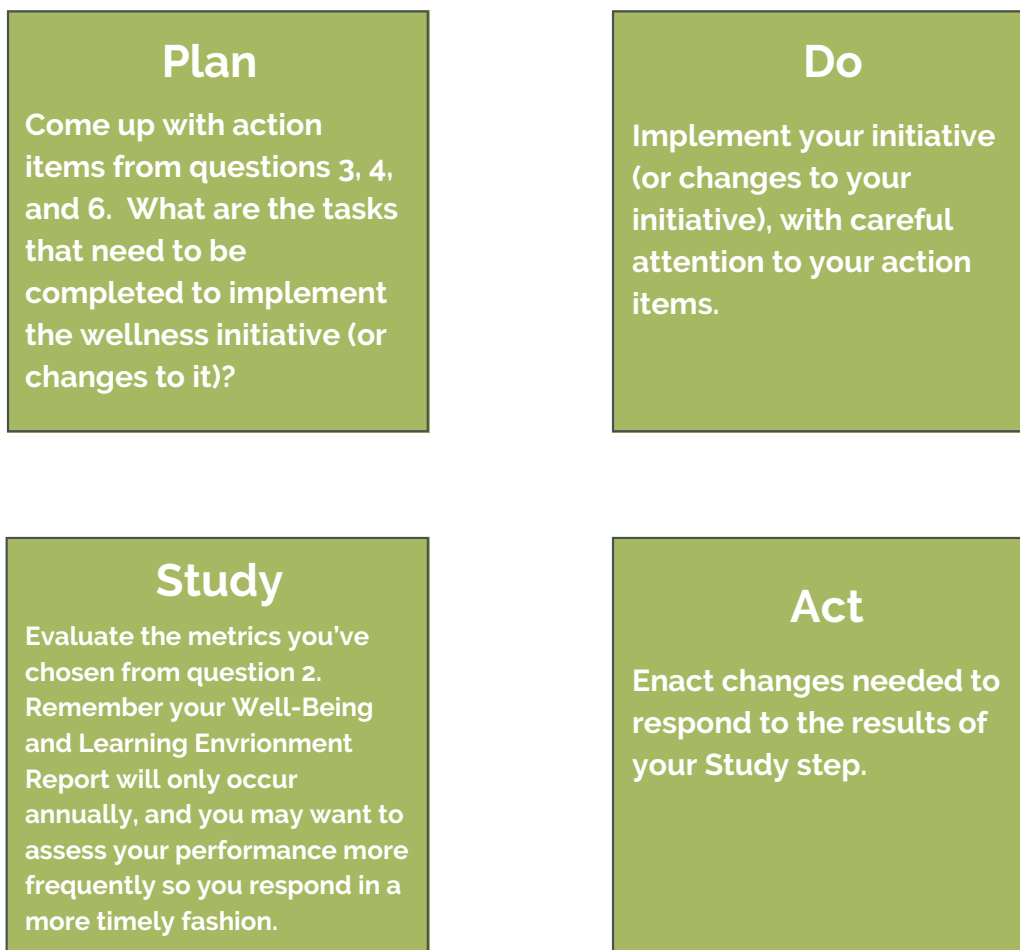 Plan
Come up with action
items from questions 3, 4,
and 6.  What are the tasks
that need to be
completed to implement
the wellness initiative (or
changes to it)?
Do
Implement your initiative
(or changes to your
initiative), with careful
attention to your action
items.
Study
Evaluate the metrics you've
chosen from question 2.
Remember your Well-Being
and Learning Envrionment
Report will only occur
annually, and you may want to
assess your performance more
frequently so you respond in a
more timely fashion.
Act
Enact changes needed to
respond to the results of
your Study step.